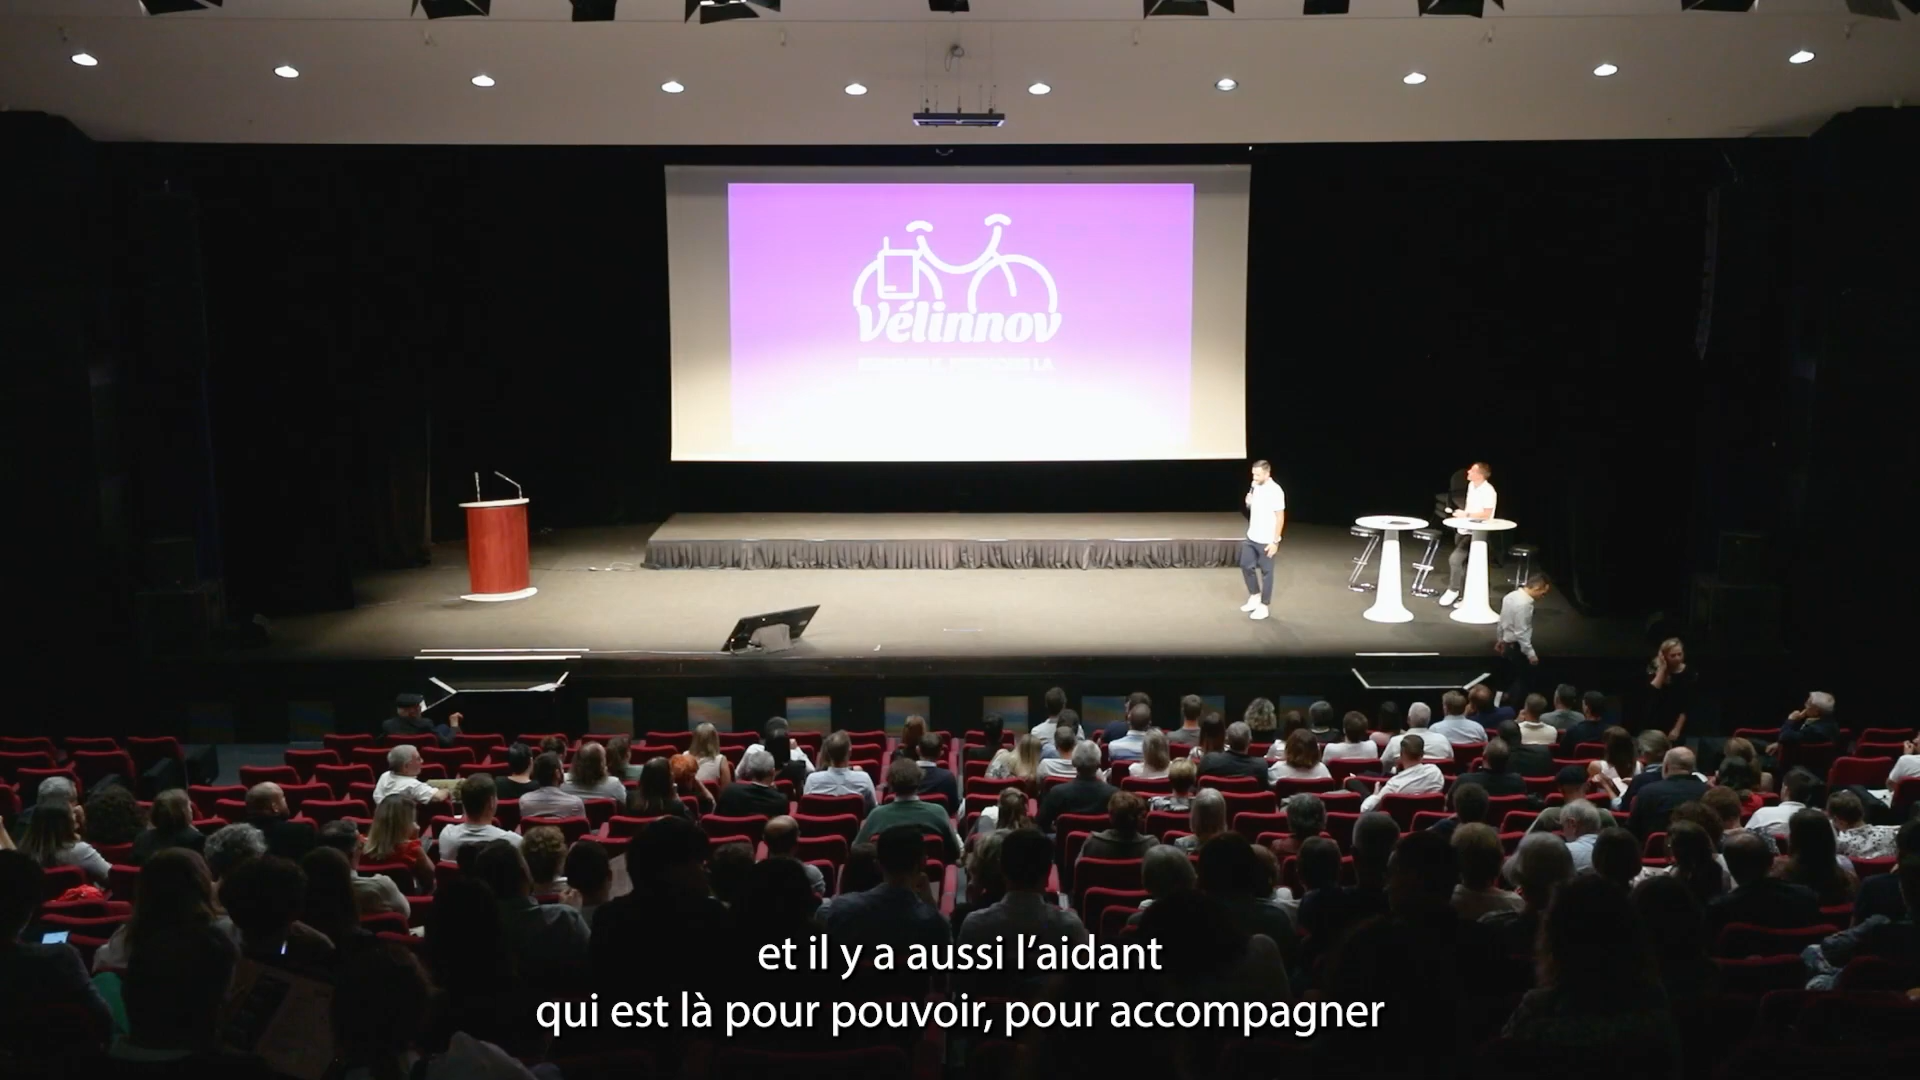 Vélinnov
et il y a aussi l’aidant
qui est là pour pouvoir, pour accompagner